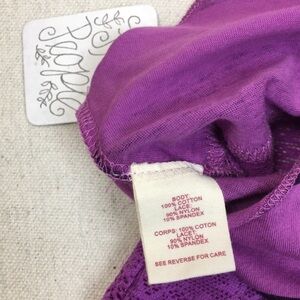 People
BODY
100% COTTON
LACE
90% NYLON
10% SPANDEX
CORPS: 100% COTON
LACET:
90% NYLON
10% SPANDEX
SEE REVERSE FOR CARE